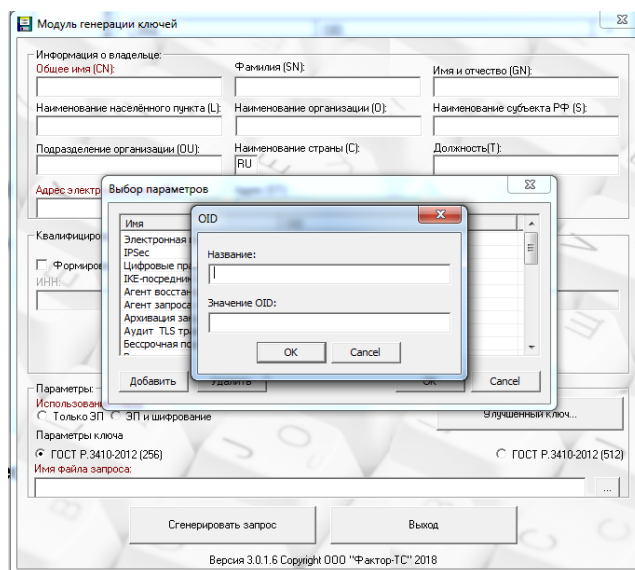 Модуль генерации ключей
Информация о владельце:
Общее имя (CN): Фамилия (SN): Имя и отчество (GN):
Наименование населённого пункта (L): Наименование организации (O): Наименование субъекта РФ (S):
Подразделение организации (OU): Наименование страны (C): Должность(T):
RU
Адрес электр
Выбор параметров
Имя
Электронная
IPSec
Цифровые пра
IKE-посредник
Агент восстан
Агент запроса
Архивация за
Аудит TLS тр
Бессрочная по
OID
Название:
Значение OID:
OK Cancel
Добавить Удалить OK Cancel
Квалифициро
Формиров
ИНН:
Параметры:
Использован
Только ЭП ЭП и шифрование
Улучшенный ключ...
Параметры ключа
ГОСТ Р.3410-2012 (256) ГОСТ Р.3410-2012 (512)
Имя файла запроса:
...
Сгенерировать запрос Выход
Версия 3.0.1.6 Copyright ООО "Фактор-ТС" 2018